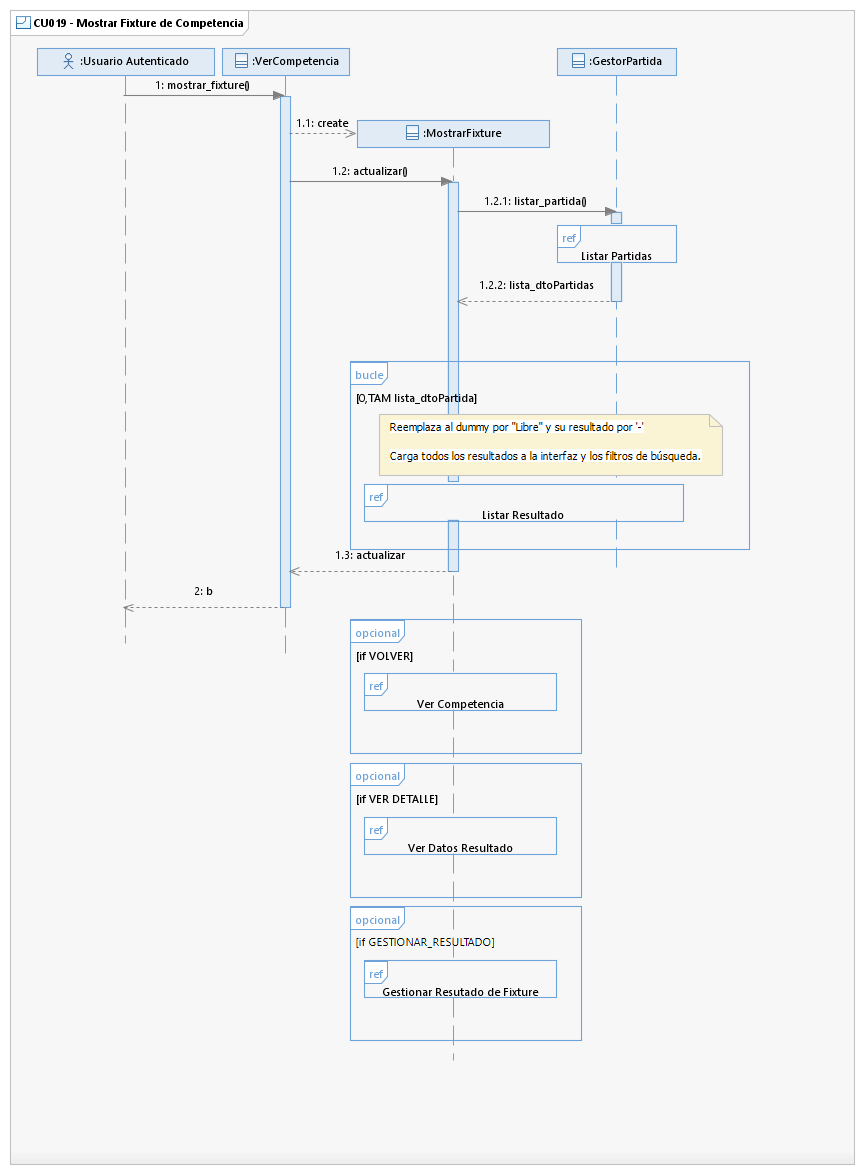 CU019 - Mostrar Fixture de Competencia
:Usuario Autenticado
:VerCompetencia
:GestorPartida
1: mostrar_fixture()
1.1: create
:MostrarFixture
1.2: actualizar()
1.2.1: listar_partida()
ref
Listar Partidas
1.2.2: lista_dtoPartidas
bucle
[0,TAM lista_dtoPartida]
Reemplaza al dummy por "Libre" y su resultado por '-'
Carga todos los resultados a la interfaz y los filtros de búsqueda.
ref
Listar Resultado
1.3: actualizar
2: b
opcional
[if VOLVER]
ref
Ver Competencia
opcional
[if VER DETALLE]
ref
Ver Datos Resultado
opcional
[if GESTIONAR_RESULTADO]
ref
Gestionar Resutado de Fixture